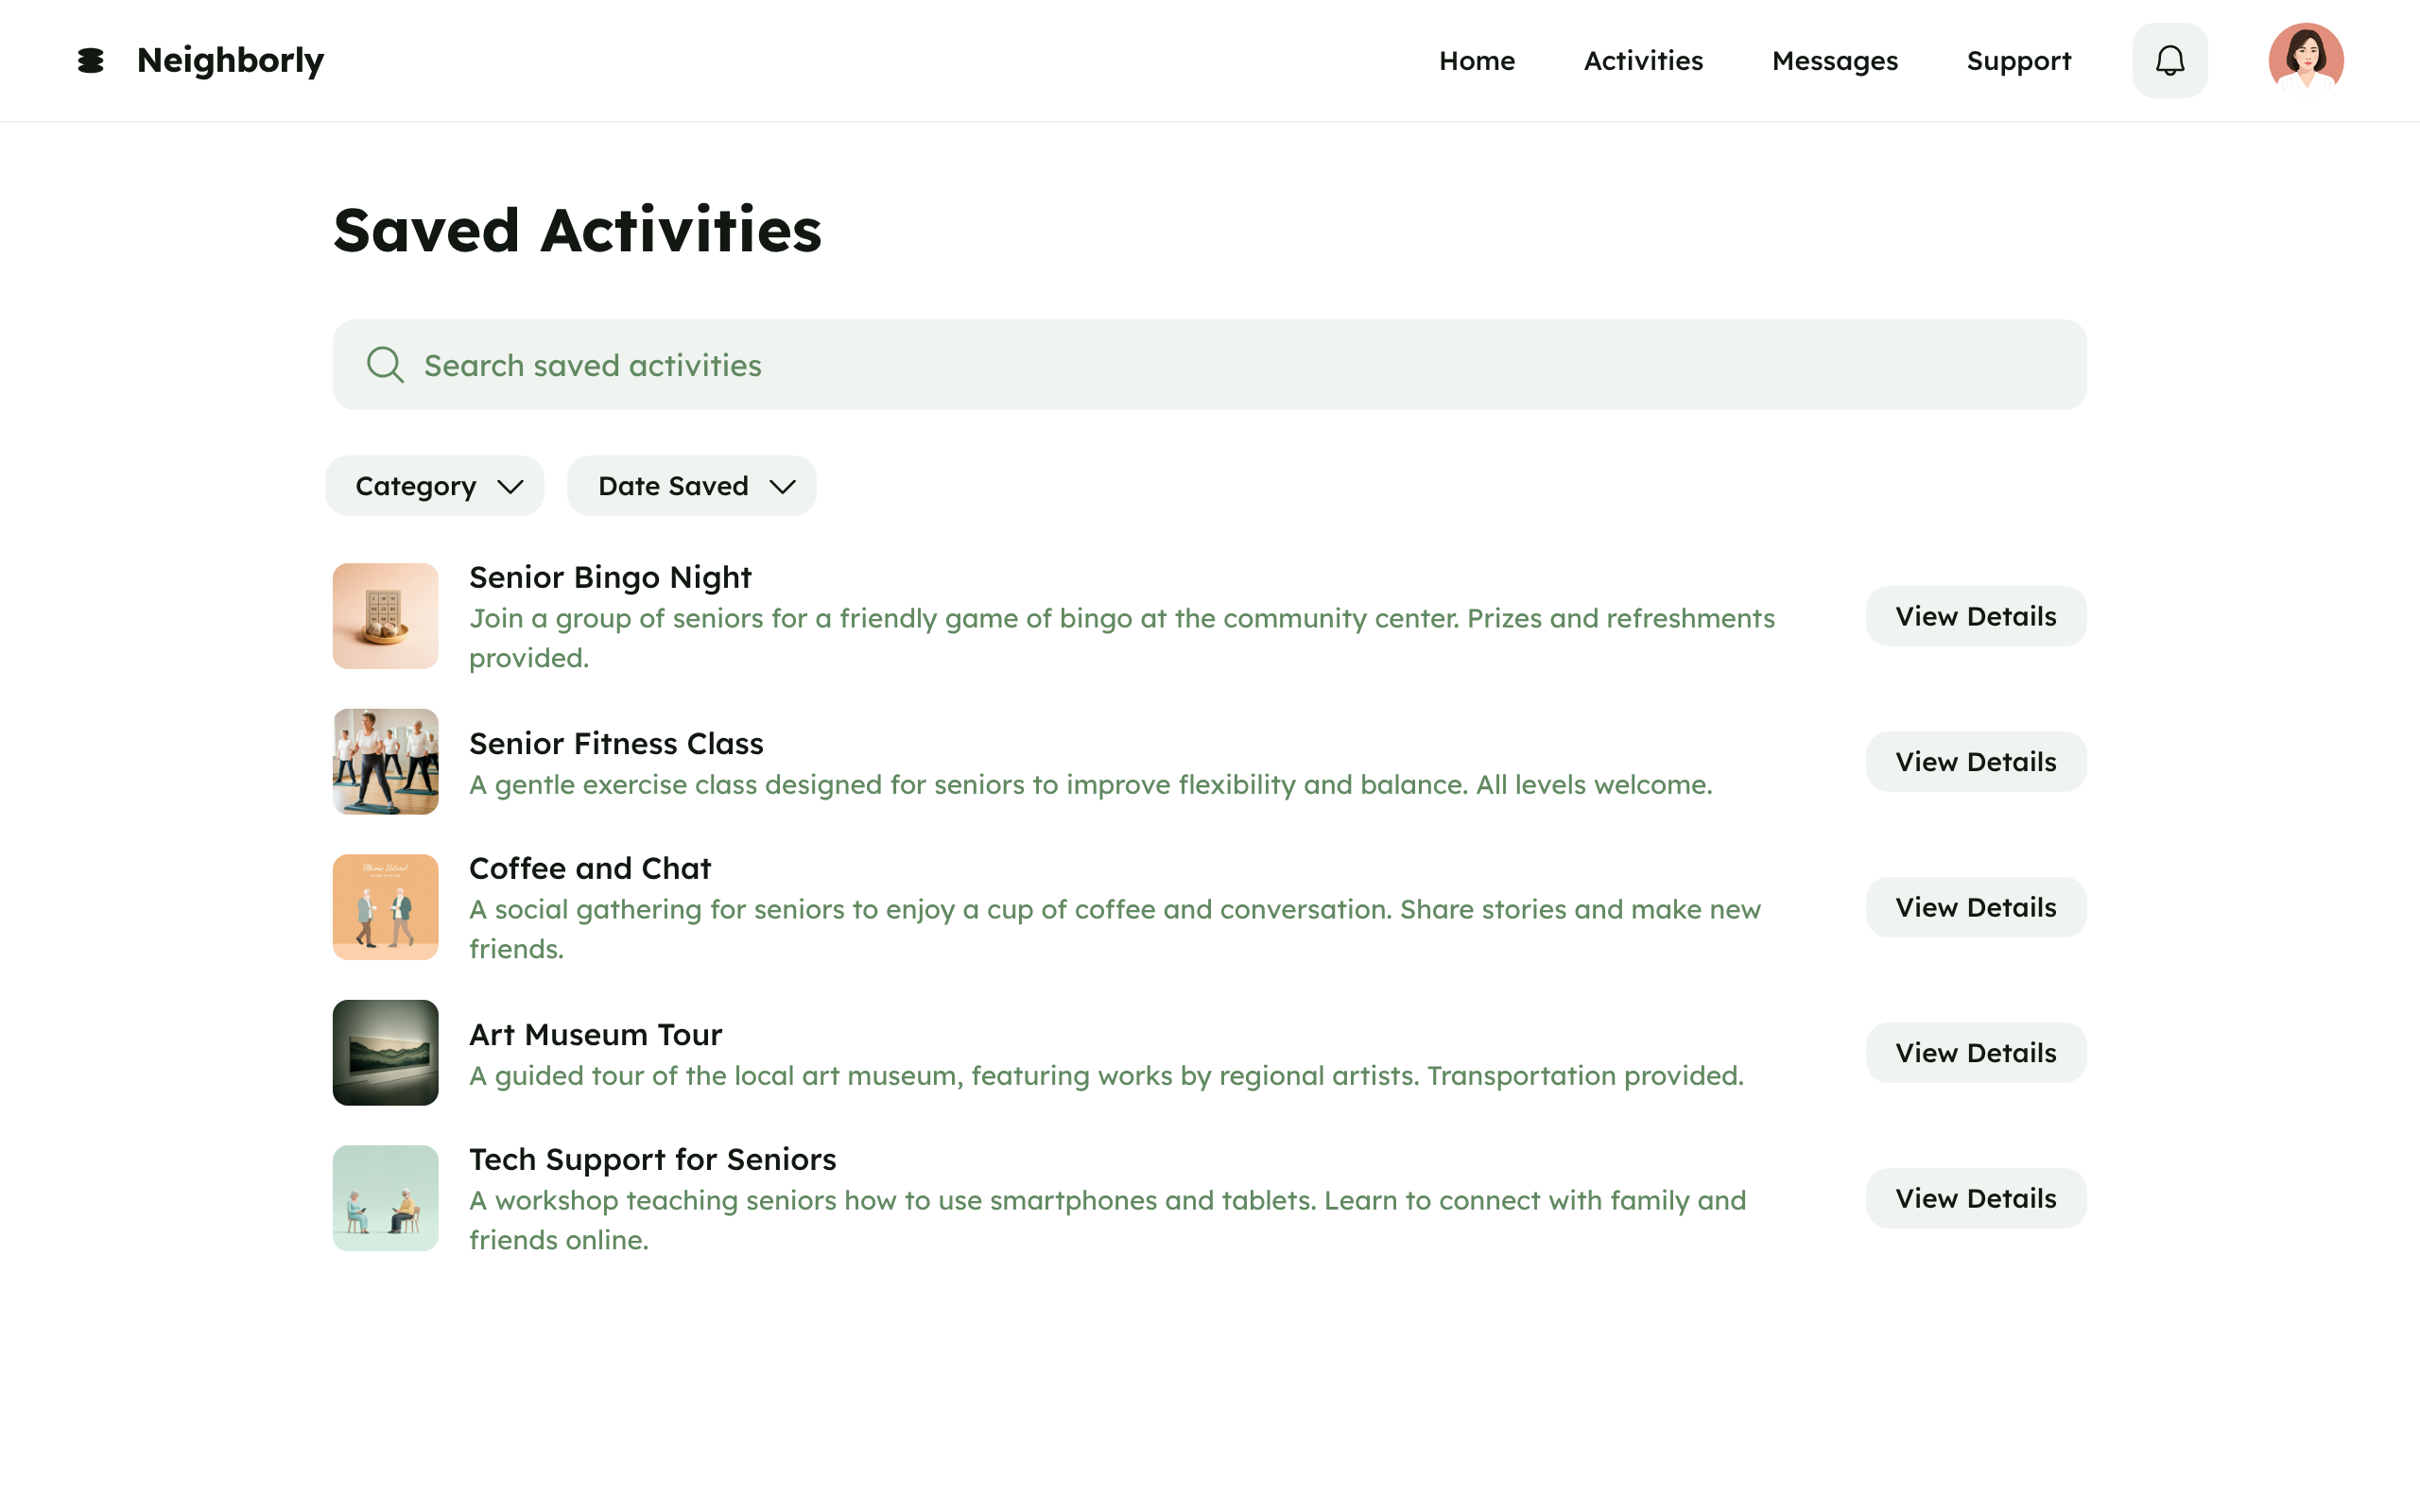 Neighborly
Home
Activities
Messages
Support
Saved Activities
Search saved activities
Category
Date Saved
Senior Bingo Night
Join a group of seniors for a friendly game of bingo at the community center. Prizes and refreshments
provided.
View Details
Senior Fitness Class
A gentle exercise class designed for seniors to improve flexibility and balance. All levels welcome.
View Details
Coffee and Chat
A social gathering for seniors to enjoy a cup of coffee and conversation. Share stories and make new
friends.
View Details
Art Museum Tour
A guided tour of the local art museum, featuring works by regional artists. Transportation provided.
View Details
Tech Support for Seniors
A workshop teaching seniors how to use smartphones and tablets. Learn to connect with family and
friends online.
View Details